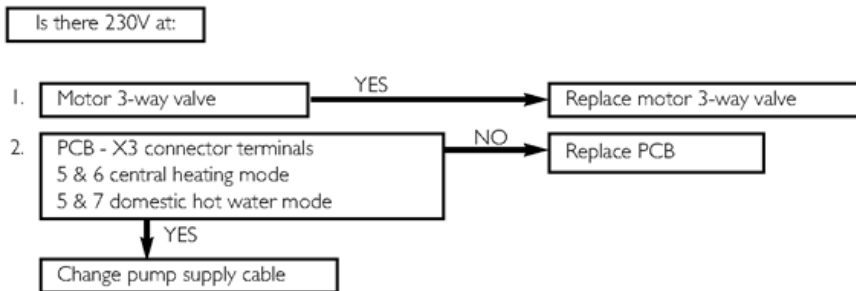 Is there 230V at:
YES
1. Motor 3-way valve
Replace motor 3-way valve
2. PCB - X3 connector terminals
NO
Replace PCB
5 & 6 central heating mode
5 & 7 domestic hot water mode
YES
Change pump supply cable